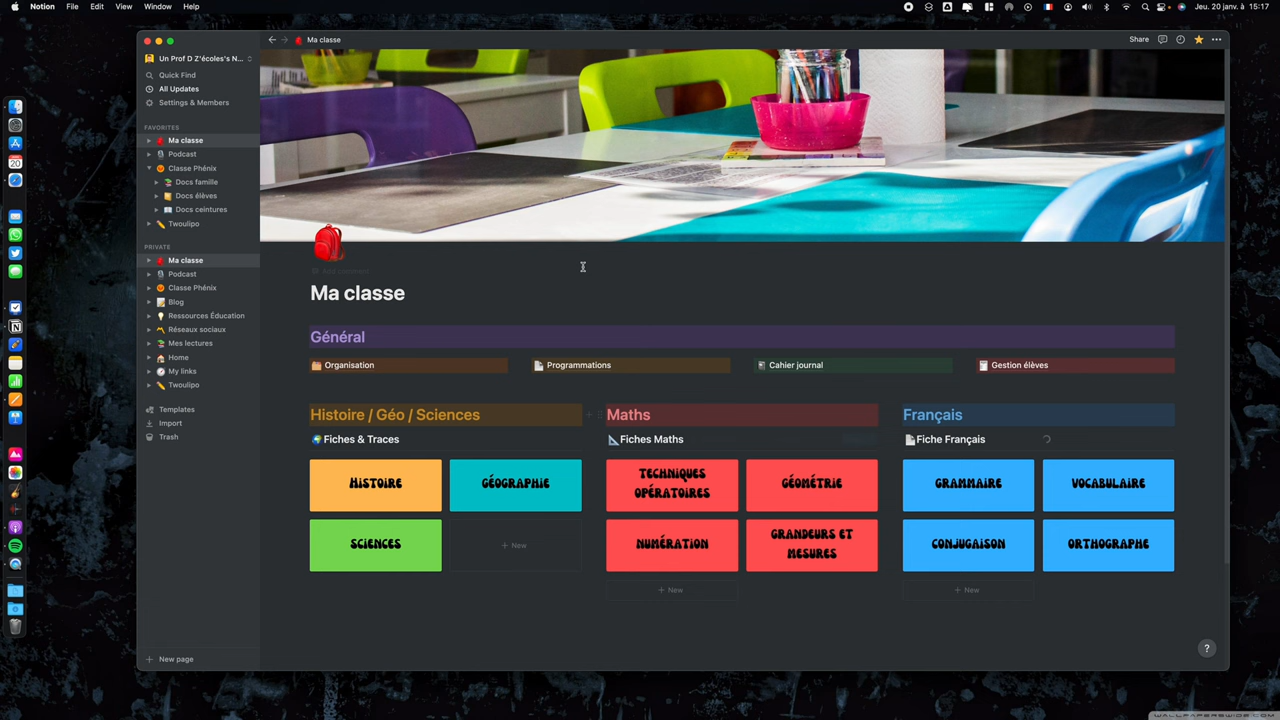 Notion File Edit View Window Help
Jeu. 20 janv. à 15:17
Ma classe
Share
Un Prof D Z'écoles's N...
Quick Find
All Updates
Settings & Members
FAVORITES
Ma classe
Podcast
Classe Phénix
Docs famille
Docs élèves
Docs ceintures
Twoulipo
PRIVATE
Ma classe
Podcast
Classe Phénix
Blog
Ressources Éducation
Réseaux sociaux
Mes lectures
Home
My links
Twoulipo
Templates
Import
Trash
New page
20
Add comment
Ma classe
Général
Organisation
Programmations
Cahier journal
Gestion élèves
Histoire / Géo / Sciences
Fiches & Traces
HISTOIRE
GÉOGRAPHIE
SCIENCES
+ New
Maths
Fiches Maths
TECHNIQUES
OPÉRATOIRES
GÉOMÉTRIE
NUMÉRATION
GRANDEURS ET
MESURES
+ New
Français
Fiche Français
GRAMMAIRE
VOCABULAIRE
CONJUGAISON
ORTHOGRAPHE
+ New
?
WALLPAPERSWIDE.COM